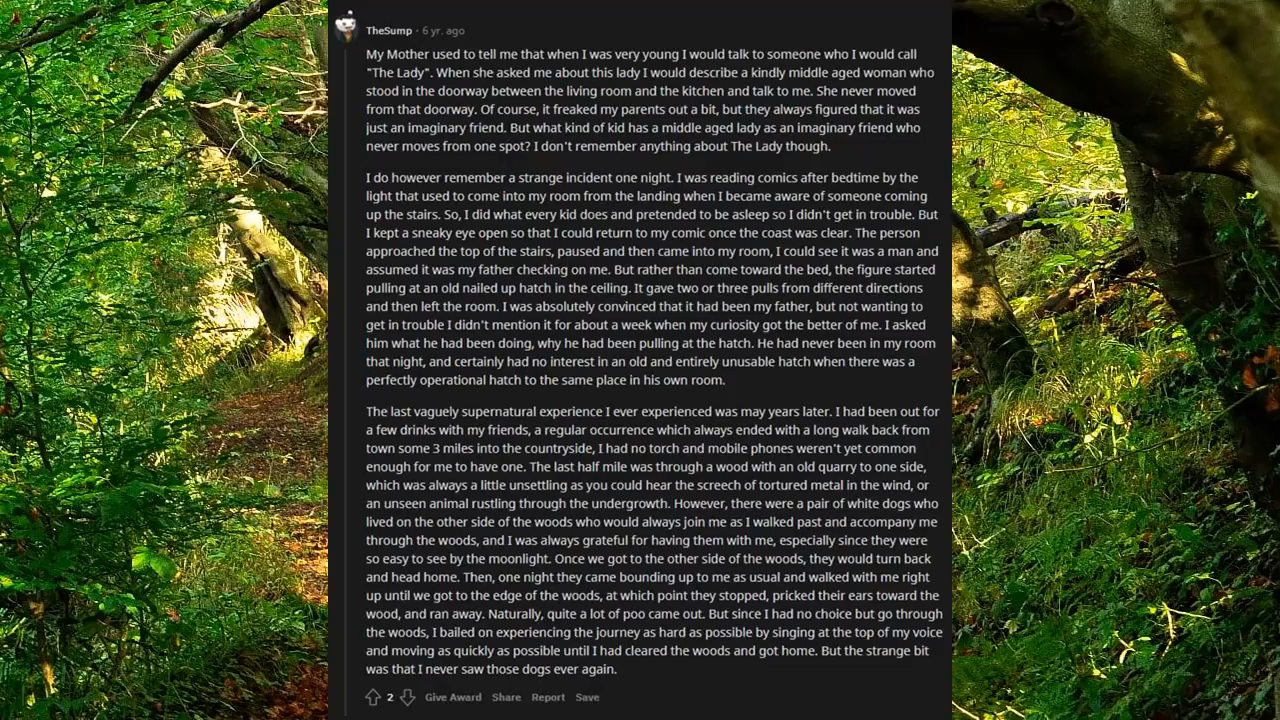 TheSump · 6 yr. ago
My Mother used to tell me that when I was very young I would talk to someone who I would call
"The Lady". When she asked me about this lady I would describe a kindly middle aged woman who
stood in the doorway between the living room and the kitchen and talk to me. She never moved
from that doorway. Of course, it freaked my parents out a bit, but they always figured that it was
just an imaginary friend. But what kind of kid has a middle aged lady as an imaginary friend who
never moves from one spot? I don't remember anything about The Lady though.
I do however remember a strange incident one night. I was reading comics after bedtime by the
light that used to come into my room from the landing when I became aware of someone coming
up the stairs. So, I did what every kid does and pretended to be asleep so I didn't get in trouble. But
I kept a sneaky eye open so that I could return to my comic once the coast was clear. The person
approached the top of the stairs, paused and then came into my room, I could see it was a man and
assumed it was my father checking on me. But rather than come toward the bed, the figure started
pulling at an old nailed up hatch in the ceiling. It gave two or three pulls from different directions
and then left the room. I was absolutely convinced that it had been my father, but not wanting to
get in trouble I didn't mention it for about a week when my curiosity got the better of me. I asked
him what he had been doing, why he had been pulling at the hatch. He had never been in my room
that night, and certainly had no interest in an old and entirely unusable hatch when there was a
perfectly operational hatch to the same place in his own room.
The last vaguely supernatural experience I ever experienced was may years later. I had been out for
a few drinks with my friends, a regular occurrence which always ended with a long walk back from
town some 3 miles into the countryside, I had no torch and mobile phones weren't yet common
enough for me to have one. The last half mile was through a wood with an old quarry to one side,
which was always a little unsettling as you could hear the screech of tortured metal in the wind, or
an unseen animal rustling through the undergrowth. However, there were a pair of white dogs who
lived on the other side of the woods who would always join me as I walked past and accompany me
through the woods, and I was always grateful for having them with me, especially since they were
so easy to see by the moonlight. Once we got to the other side of the woods, they would turn back
and head home. Then, one night they came bounding up to me as usual and walked with me right
up until we got to the edge of the woods, at which point they stopped, pricked their ears toward the
wood, and ran away. Naturally, quite a lot of poo came out. But since I had no choice but go through
the woods, I bailed on experiencing the journey as hard as possible by singing at the top of my voice
and moving as quickly as possible until I had cleared the woods and got home. But the strange bit
was that I never saw those dogs ever again.
2 Give Award Share Report Save